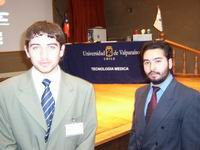 Universidad de Valparaíso
CHILE
TECNOLOGIA MEDICA